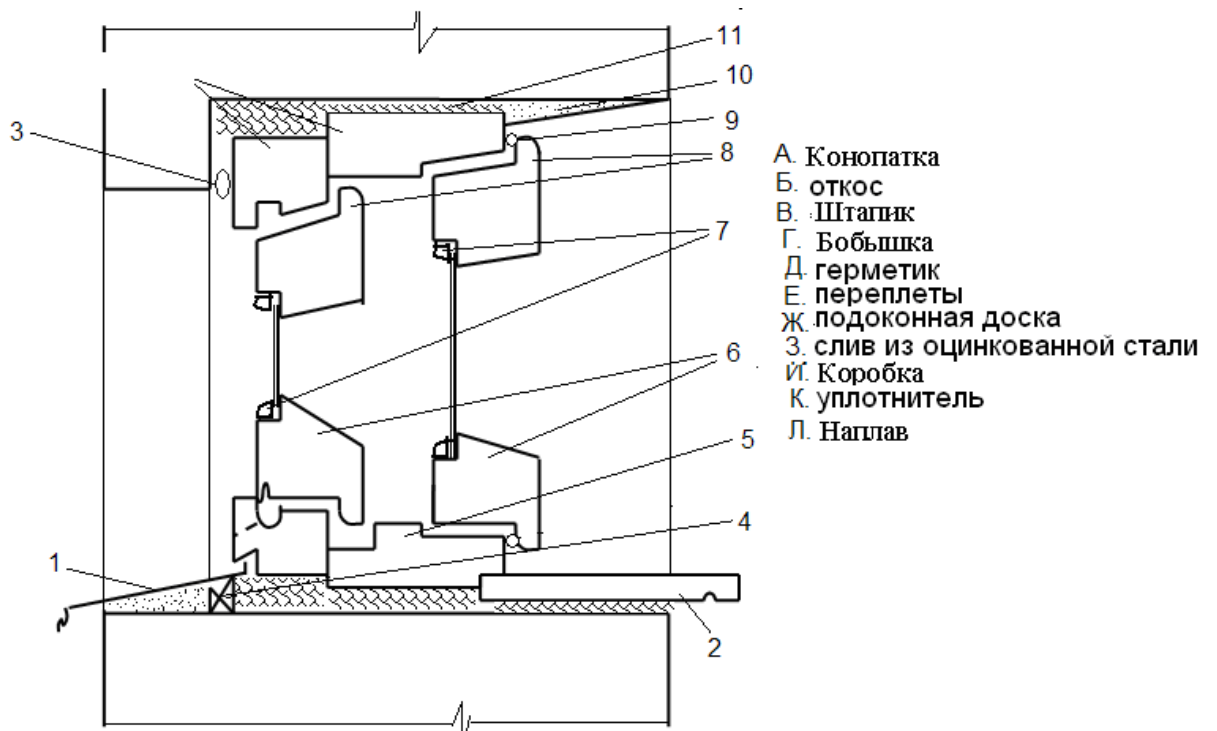 11
10
3
9
8
7
6
5
4
1
2
А. Конопатка
Б. откос
В. Штапик
Г. Бобышка
Д. герметик
Е. переплеты
Ж. подоконная доска
З. слив из оцинкованной стали
И. Коробка
К. уплотнитель
Л. Наплав